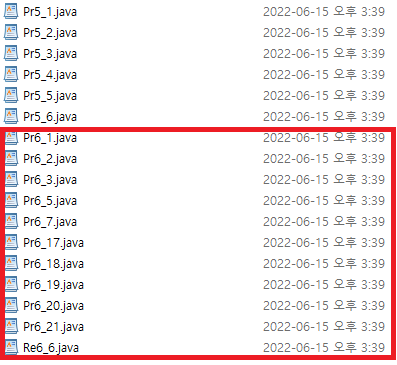 Pr5_1.java 2022-06-15 오후 3:39
Pr5_2.java 2022-06-15 오후 3:39
Pr5_3.java 2022-06-15 오후 3:39
Pr5_4.java 2022-06-15 오후 3:39
Pr5_5.java 2022-06-15 오후 3:39
Pr5_6.java 2022-06-15 오후 3:39
Pr6_1.java 2022-06-15 오후 3:39
Pr6_2.java 2022-06-15 오후 3:39
Pr6_3.java 2022-06-15 오후 3:39
Pr6_5.java 2022-06-15 오후 3:39
Pr6_7.java 2022-06-15 오후 3:39
Pr6_17.java 2022-06-15 오후 3:39
Pr6_18.java 2022-06-15 오후 3:39
Pr6_19.java 2022-06-15 오후 3:39
Pr6_20.java 2022-06-15 오후 3:39
Pr6_21.java 2022-06-15 오후 3:39
Re6_6.java 2022-06-15 오후 3:39